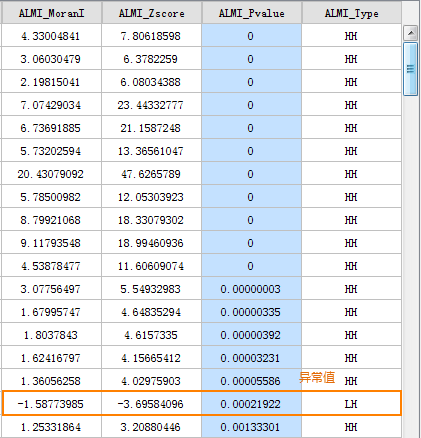 ALMI_MoranI ALMI_Zscore ALMI_Pvalue ALMI_Type
4.33004841 7.80618598 0 HH
3.06030479 6.3782259 0 HH
2.19815041 6.08034388 0 HH
7.07429034 23.44332777 0 HH
6.73691885 21.1587248 0 HH
5.73202594 13.36561047 0 HH
20.43079092 47.6265789 0 HH
5.78500982 12.05303923 0 HH
8.79921068 18.33079302 0 HH
9.11793548 18.99460936 0 HH
4.53878477 11.60609074 0 HH
3.07756497 5.54932983 0.00000003 HH
1.67995747 4.64835294 0.00000335 HH
1.8037843 4.6157335 0.00000392 HH
1.62416797 4.15665412 0.00003231 HH
1.36056258 4.02975903 0.00005586 异常值 HH
-1.58773985 -3.69584096 0.00021922 LH
1.25331864 3.20880446 0.00133301 HH